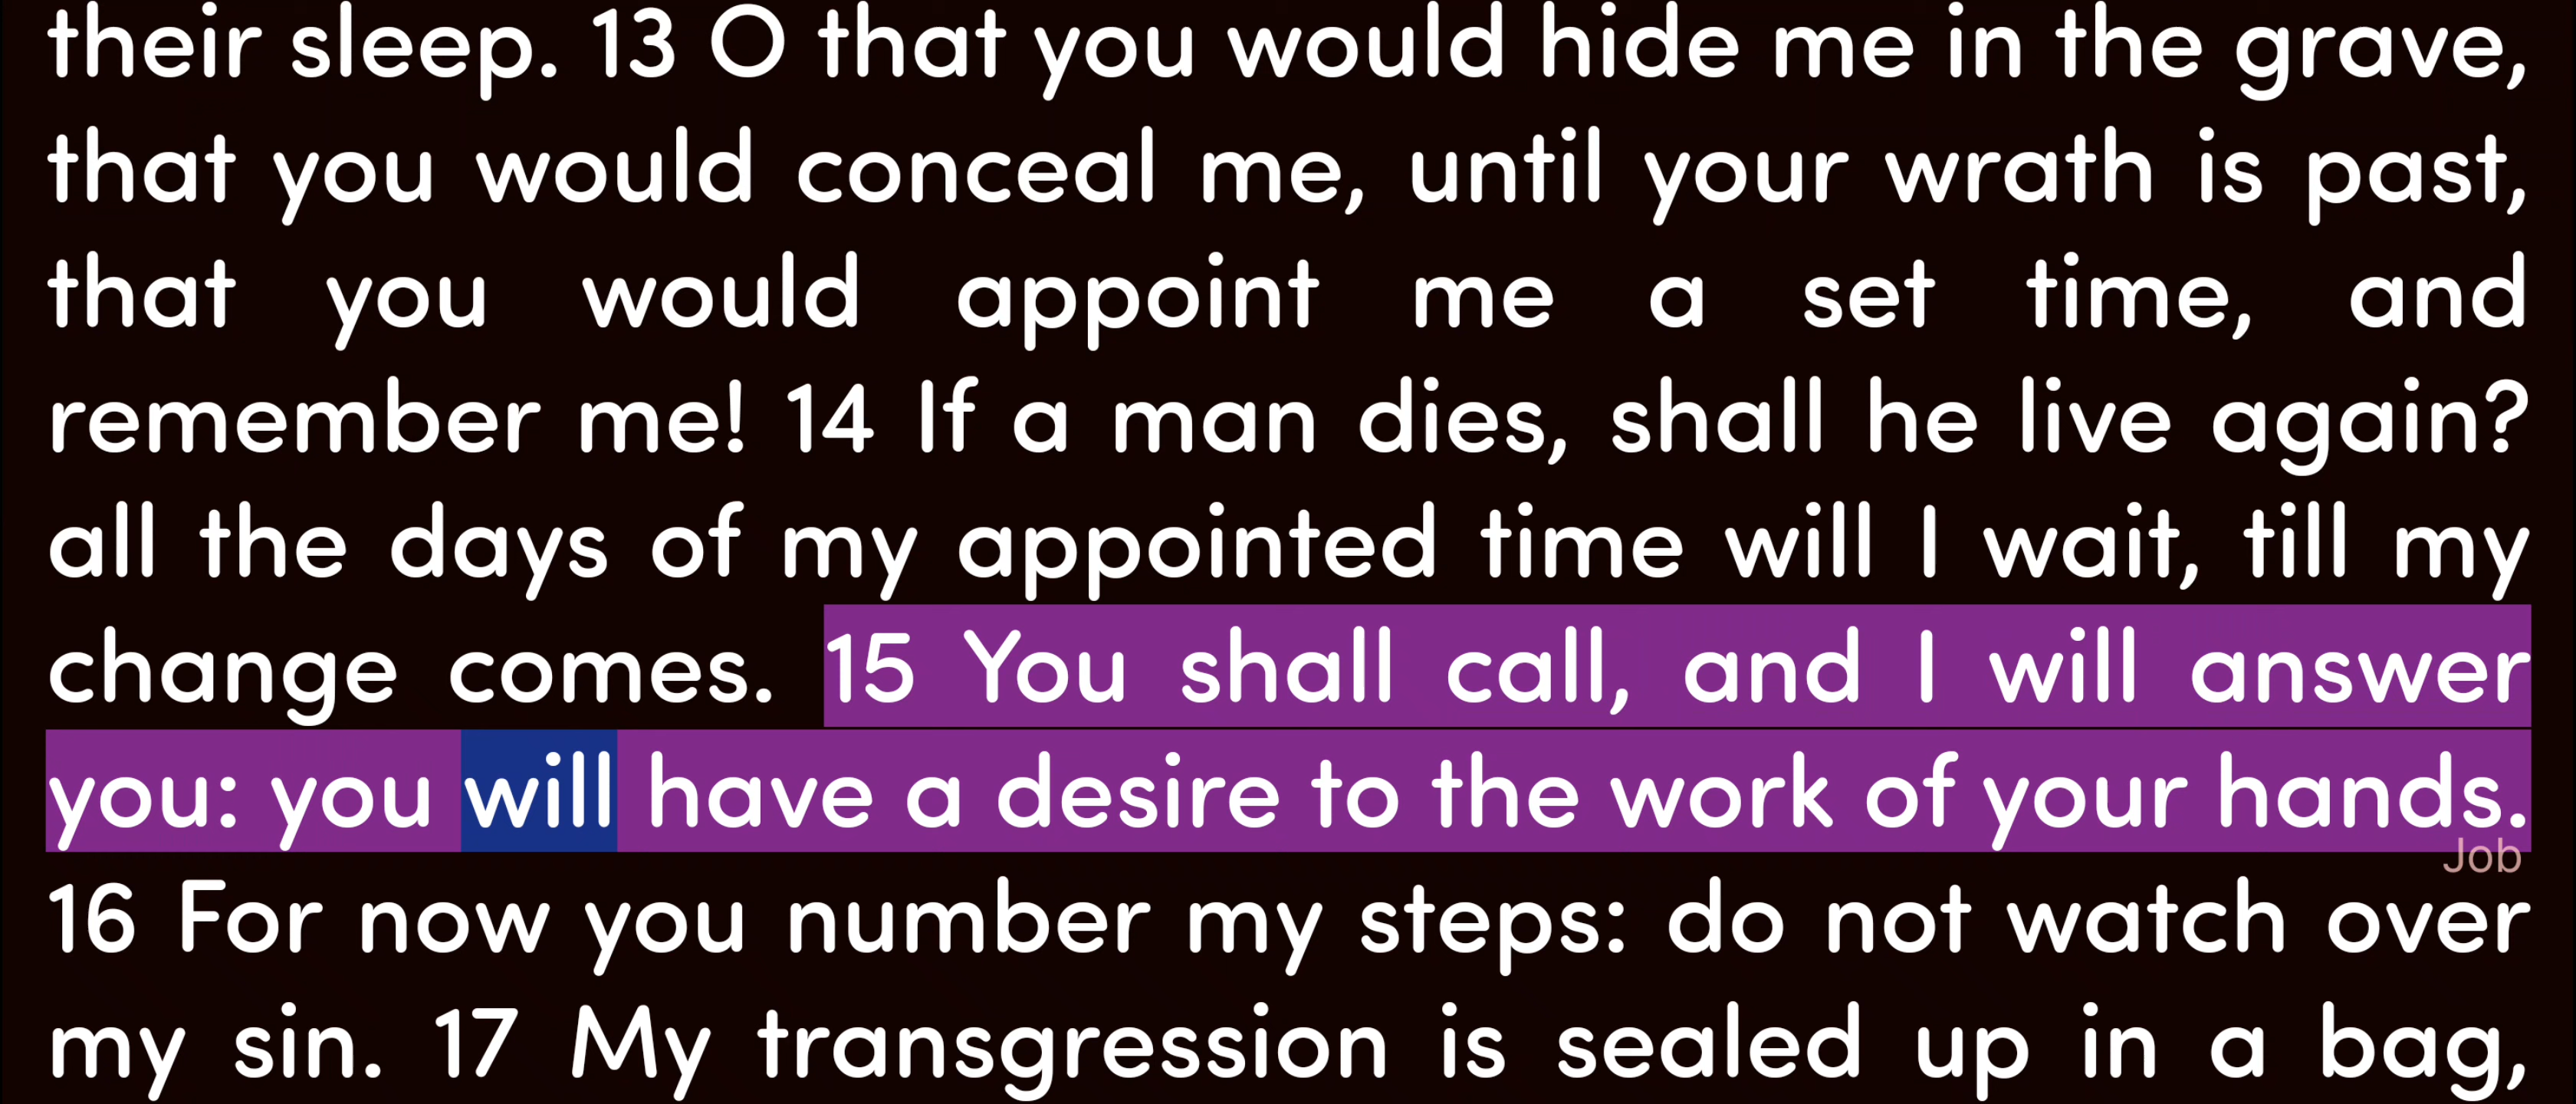 their sleep. 13 O that you would hide me in the grave,
that you would conceal me, until your wrath is past,
that you would appoint me a set time, and
remember me! 14 If a man dies, shall he live again?
all the days of my appointed time will I wait, till my
change comes. 15 You shall call, and I will answer
you: you will have a desire to the work of your hands.
Job
16 For now you number my steps: do not watch over
my sin. 17 My transgression is sealed up in a bag,